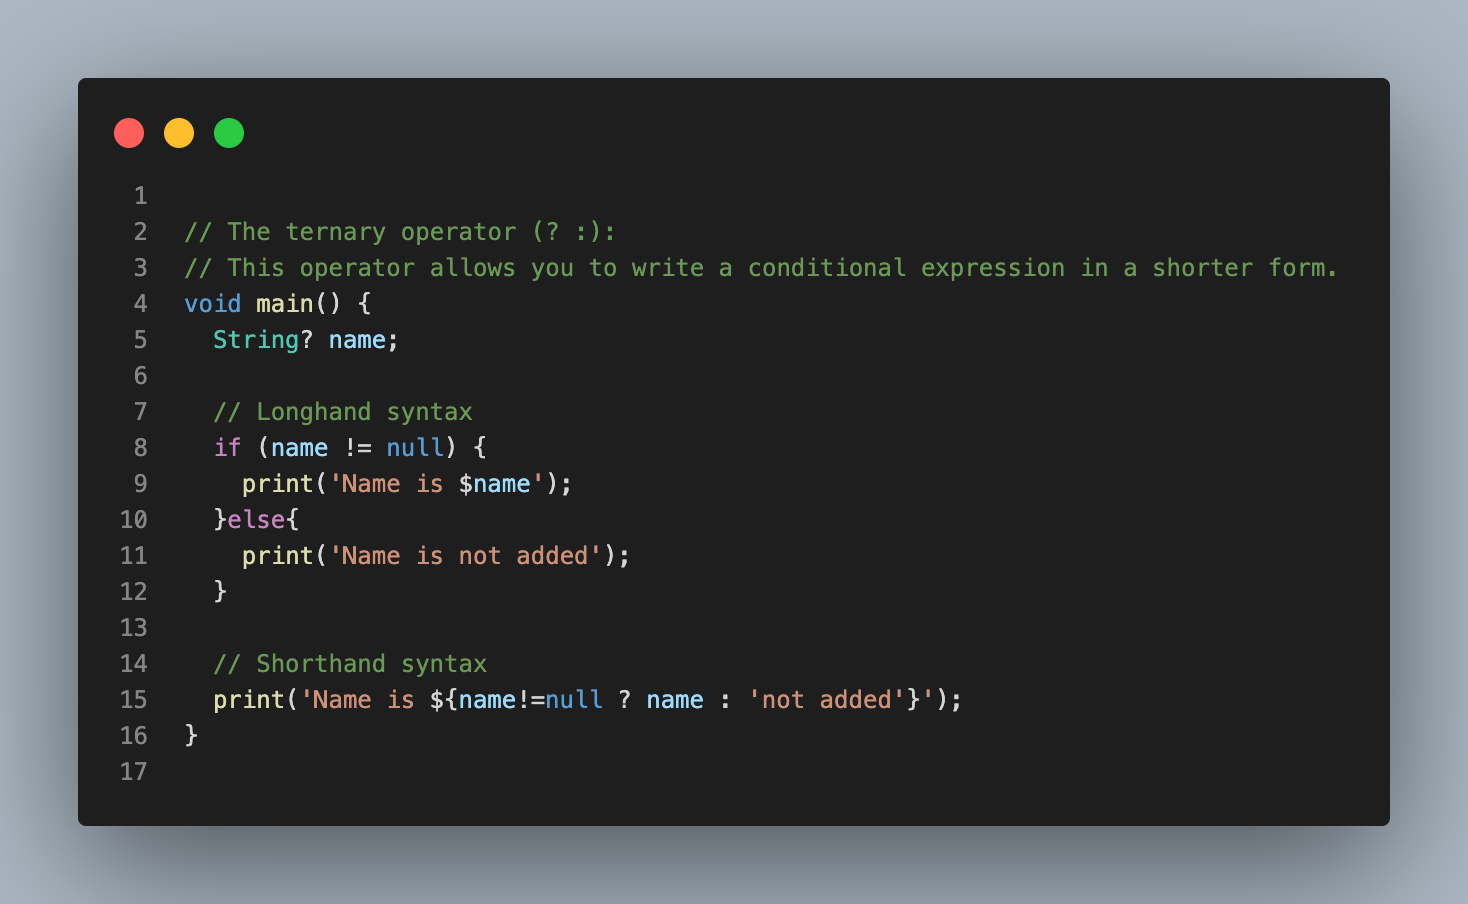 1
2 // The ternary operator (? :):
3 // This operator allows you to write a conditional expression in a shorter form.
4 void main() {
5   String? name;
6
7   // Longhand syntax
8   if (name != null) {
9     print('Name is $name');
10   }else{
11     print('Name is not added');
12   }
13
14   // Shorthand syntax
15   print('Name is ${name!=null ? name : 'not added'}');
16 }
17